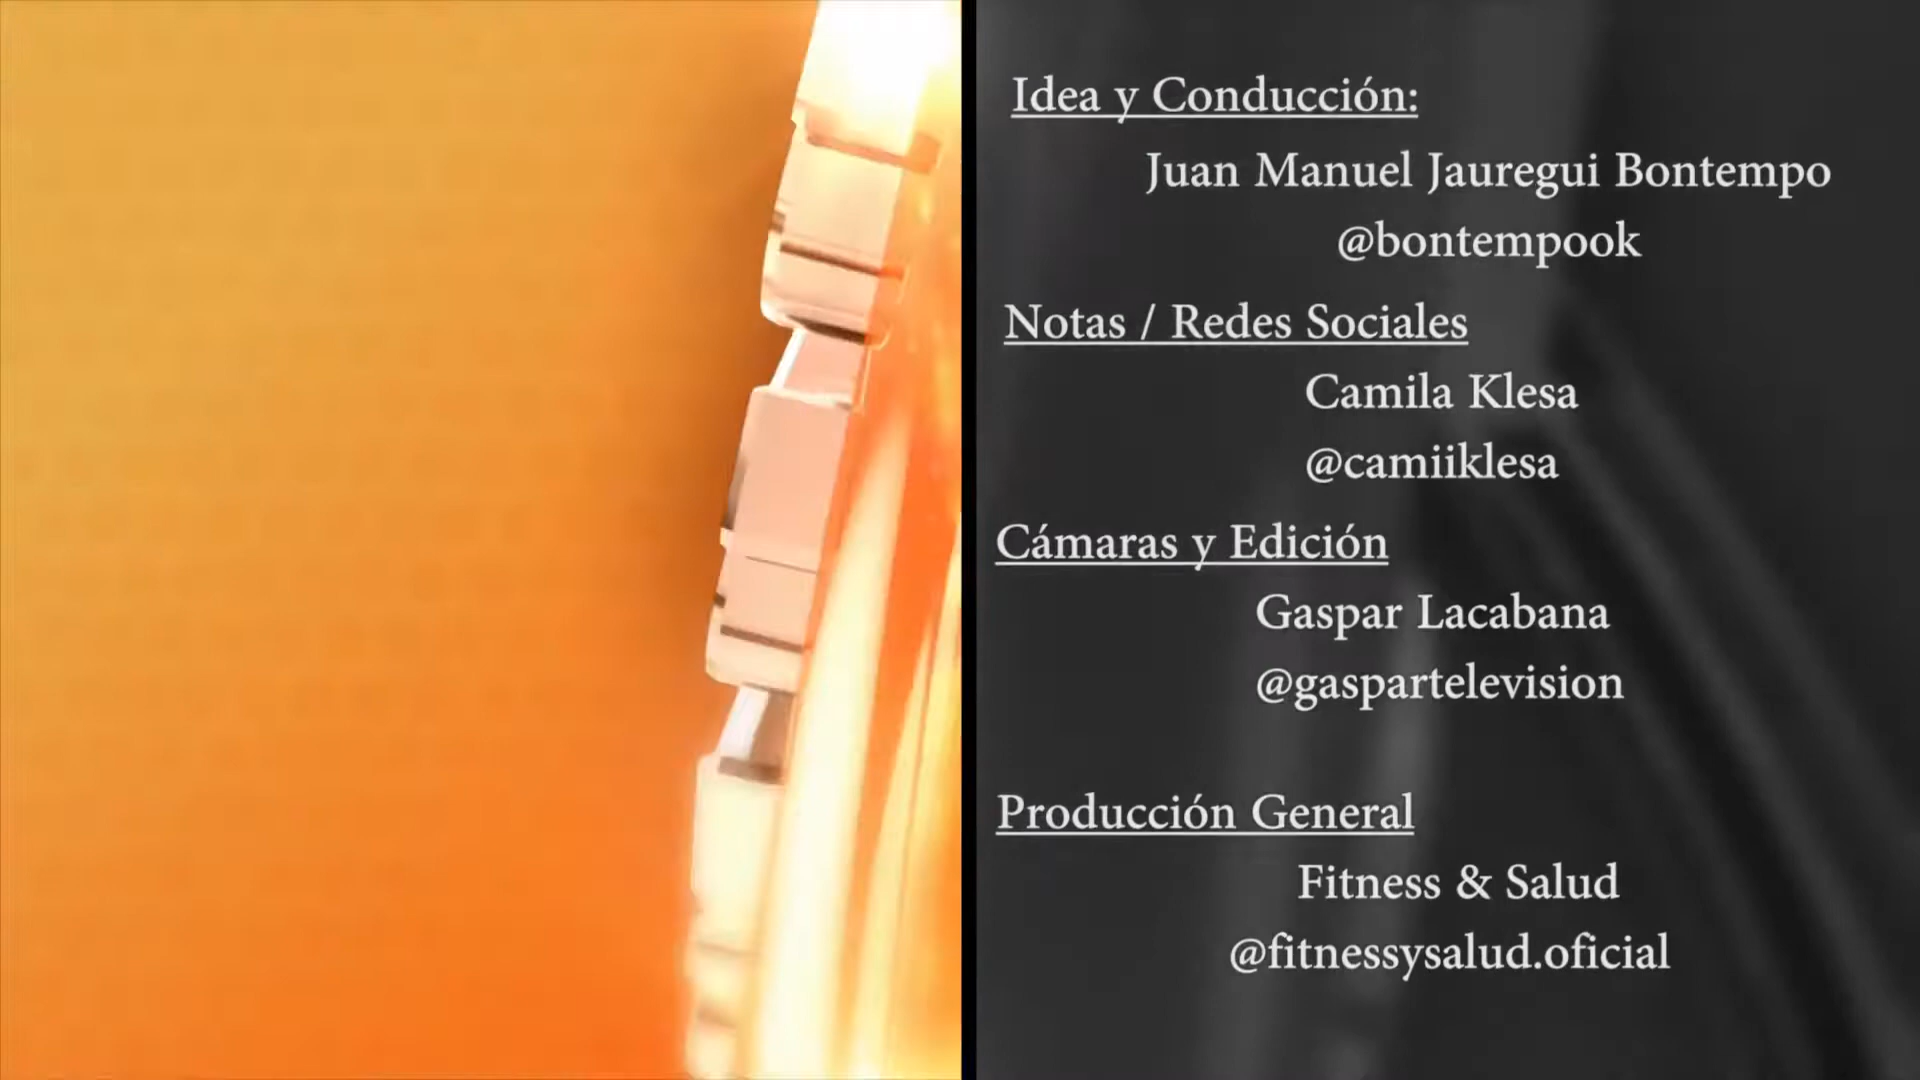 Idea y Conducción:
Juan Manuel Jauregui Bontempo
@bontempook
Notas / Redes Sociales
Camila Klesa
@camiiklesa
Cámaras y Edición
Gaspar Lacabana
@gaspartelevision
Producción General
Fitness & Salud
@fitnessysalud.oficial